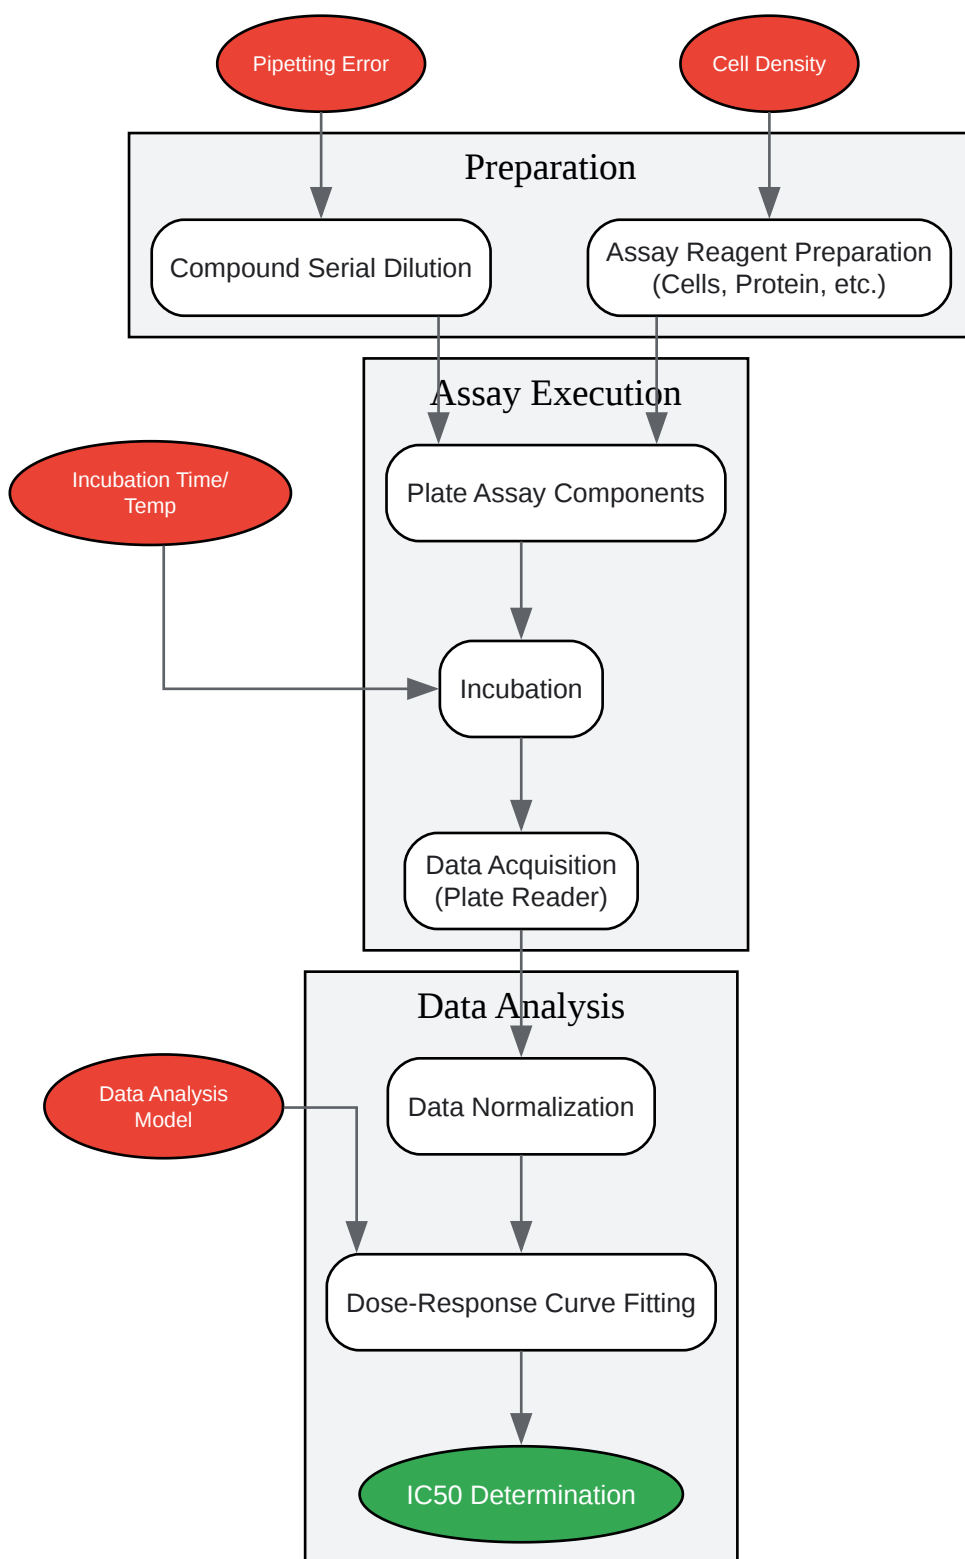 Pipetting Error
Cell Density
Preparation
Compound Serial Dilution
Assay Reagent Preparation
(Cells, Protein, etc.)
Assay Execution
Plate Assay Components
Incubation Time/
Temp
Incubation
Data Acquisition
(Plate Reader)
Data Analysis
Data Analysis
Model
Data Normalization
Dose-Response Curve Fitting
IC50 Determination